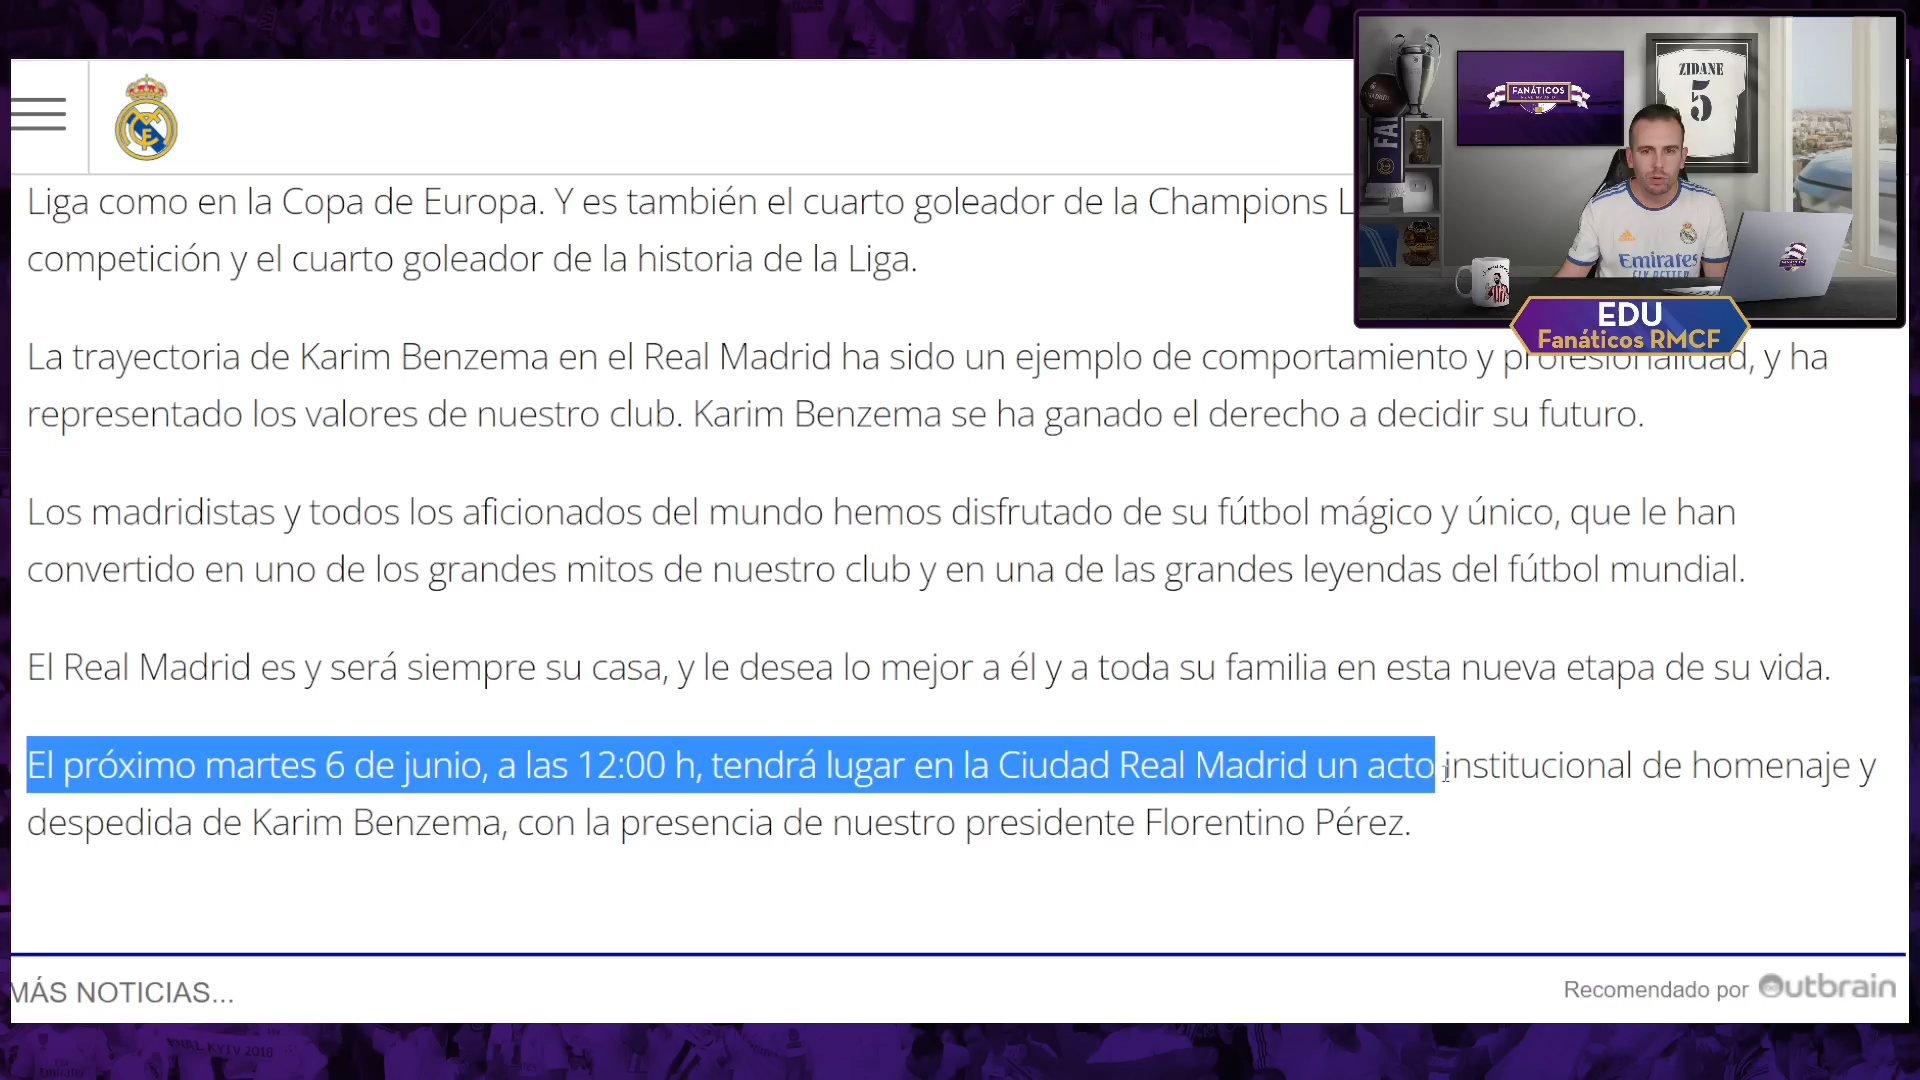 Liga como en la Copa de Europa. Y es también el cuarto goleador de la Champions L
competición y el cuarto goleador de la historia de la Liga.
La trayectoria de Karim Benzema en el Real Madrid ha sido un ejemplo de comportamiento y profesionalidad, y ha
representado los valores de nuestro club. Karim Benzema se ha ganado el derecho a decidir su futuro.
Los madridistas y todos los aficionados del mundo hemos disfrutado de su fútbol mágico y único, que le han
convertido en uno de los grandes mitos de nuestro club y en una de las grandes leyendas del fútbol mundial.
El Real Madrid es y será siempre su casa, y le desea lo mejor a él y a toda su familia en esta nueva etapa de su vida.
El próximo martes 6 de junio, a las 12:00 h, tendrá lugar en la Ciudad Real Madrid un acto institucional de homenaje y
despedida de Karim Benzema, con la presencia de nuestro presidente Florentino Pérez.
MÁS NOTICIAS...
Recomendado por Outbrain
FANÁTICOS
REAL MADRID
ZIDANE
5
FA
Emirates
FLY BETTER
EDU
Fanáticos RMCF
KYIV 2018